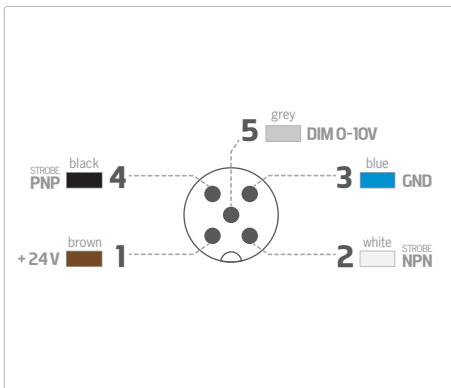 grey
5 DIM 0-10V
black
STROBE
PNP 4
blue
3 GND
brown
+24V 1
white
2 STROBE
NPN